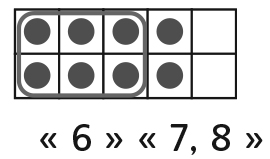 « 6 » « 7, 8 »